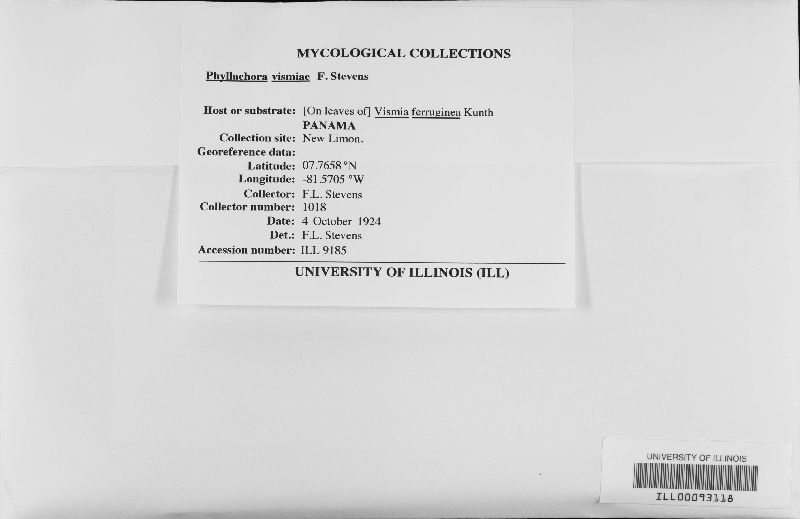 MYCOLOGICAL COLLECTIONS
Phyllachora vismiae F. Stevens
Host or substrate: [On leaves of] Vismia ferruginea Kunth
PANAMA
Collection site: New Limon.
Georeference data:
Latitude: 07.7658 °N
Longitude: -81.5705 °W
Collector: F.L. Stevens
Collector number: 1018
Date: 4 October 1924
Det.: F.L. Stevens
Accession number: ILL 9185
UNIVERSITY OF ILLINOIS (ILL)
UNIVERSITY OF ILLINOIS
ILL00093118